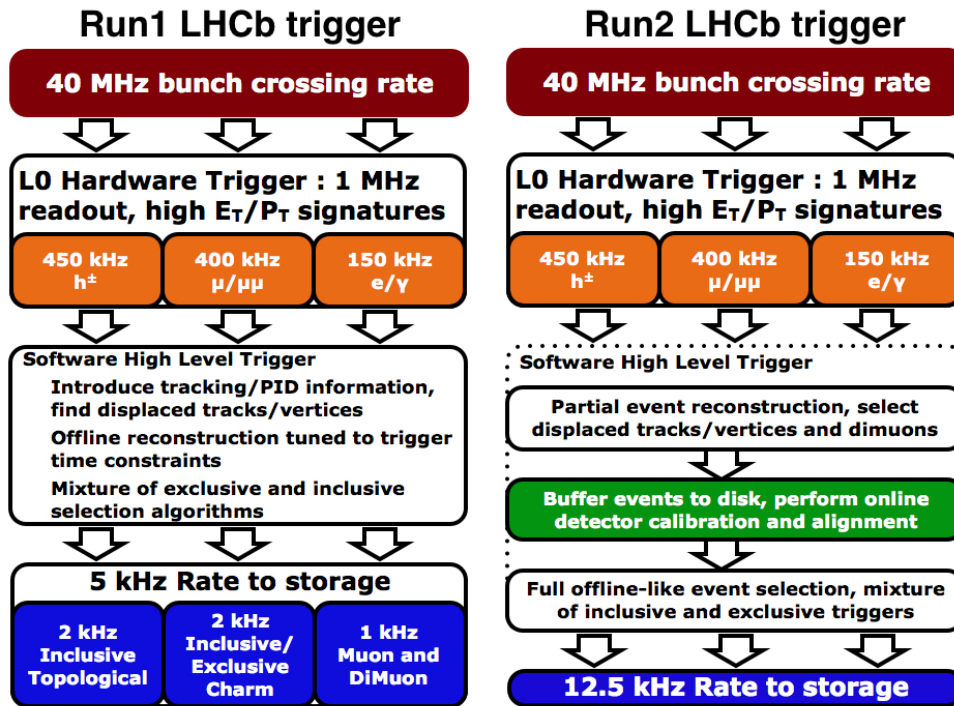 Run1 LHCb trigger
40 MHz bunch crossing rate
L0 Hardware Trigger : 1 MHz
readout, high E_T/P_T signatures
450 kHz
h±
400 kHz
μ/μμ
150 kHz
e/γ
Software High Level Trigger
Introduce tracking/PID information,
find displaced tracks/vertices
Offline reconstruction tuned to trigger
time constraints
Mixture of exclusive and inclusive
selection algorithms
5 kHz Rate to storage
2 kHz
Inclusive
Topological
2 kHz
Inclusive/
Exclusive
Charm
1 kHz
Muon and
DiMuon
Run2 LHCb trigger
40 MHz bunch crossing rate
L0 Hardware Trigger : 1 MHz
readout, high E_T/P_T signatures
450 kHz
h±
400 kHz
μ/μμ
150 kHz
e/γ
Software High Level Trigger
Partial event reconstruction, select
displaced tracks/vertices and dimuons
Buffer events to disk, perform online
detector calibration and alignment
Full offline-like event selection, mixture
of inclusive and exclusive triggers
12.5 kHz Rate to storage